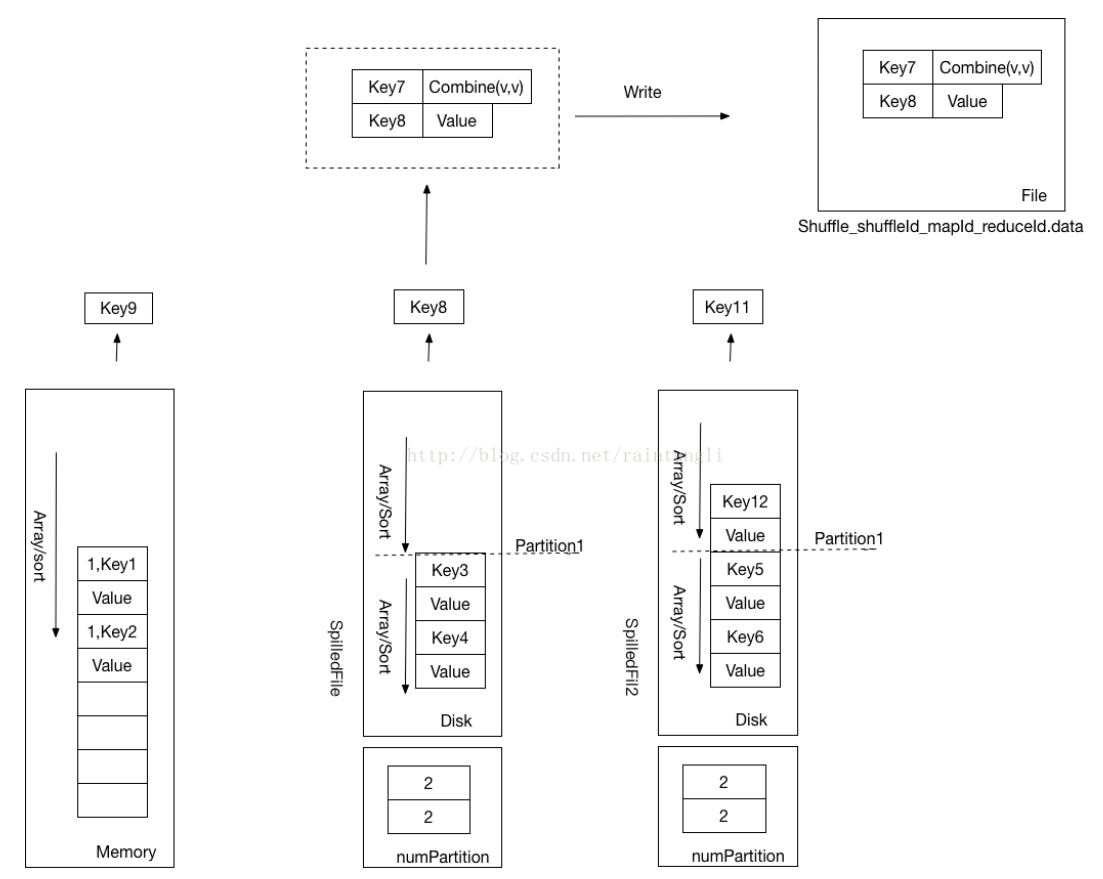 Key7 Combine(v,v)
Key8 Value
Write
Key7 Combine(v,v)
Key8 Value
File
Shuffle_shuffleId_mapId_reduceId.data
Key9
Key8
Key11
http://blog.csdn.net/raintungli
Array/sort
1,Key1
Value
1,Key2
Value
Memory
Array/Sort
Partition1
Key3
Value
Key4
Value
Array/Sort
SpilledFile
Disk
2
2
numPartition
Array/Sort
Key12
Value
Partition1
Key5
Value
Key6
Value
Array/Sort
SpilledFil2
Disk
2
2
numPartition